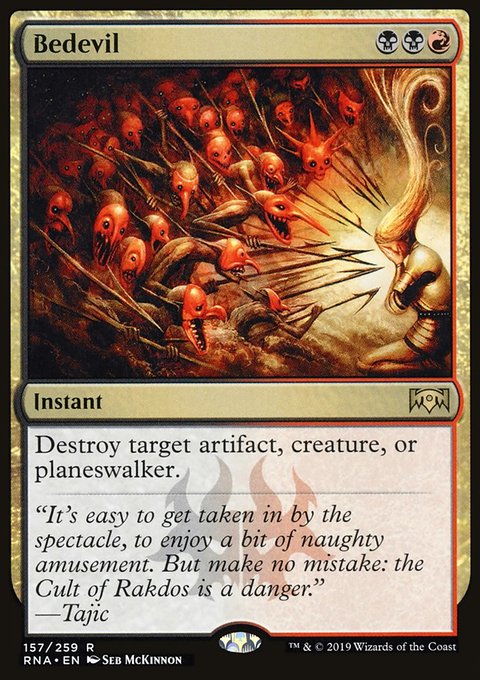 Bedevil
Instant
Destroy target artifact, creature, or
planeswalker.
“It’s easy to get taken in by the
spectacle, to enjoy a bit of naughty
amusement. But make no mistake: the
Cult of Rakdos is a danger.”
—Tajic
157/259 R
RNA • EN Seb McKinnon
™ & © 2019 Wizards of the Coast